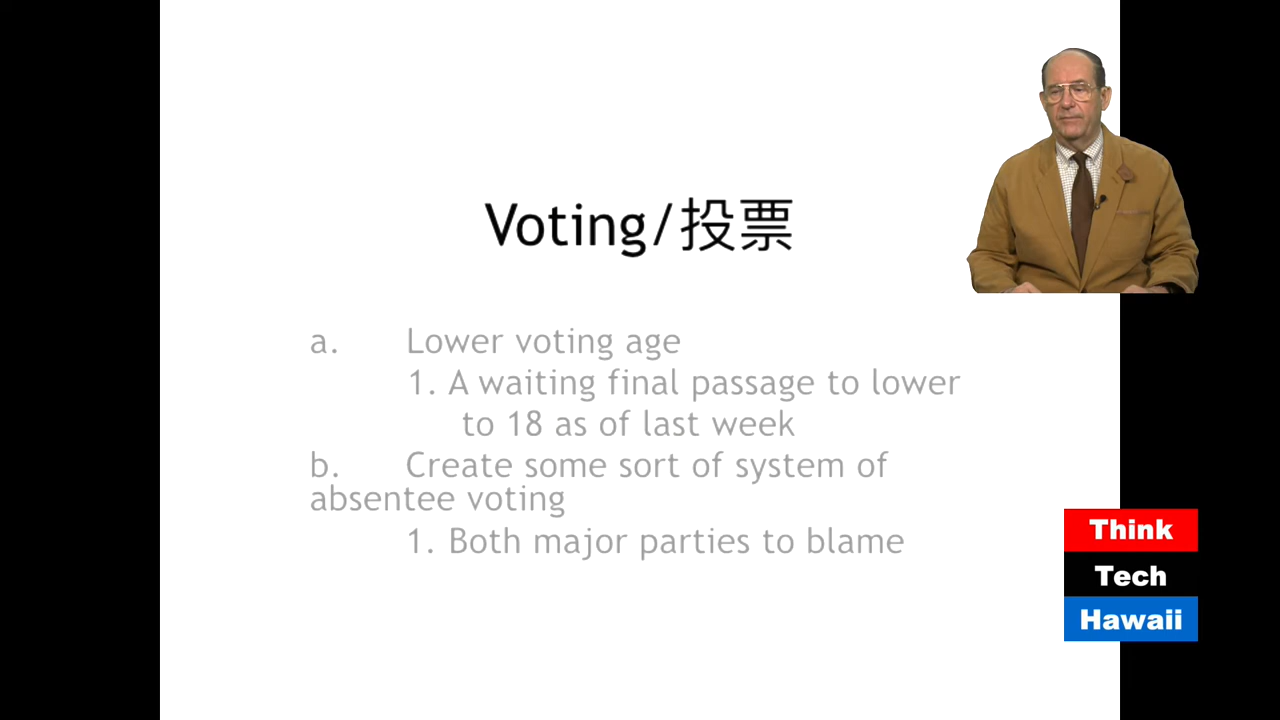 Voting/投票
a. Lower voting age
1. A waiting final passage to lower
to 18 as of last week
b. Create some sort of system of
absentee voting
1. Both major parties to blame
Think
Tech
Hawaii